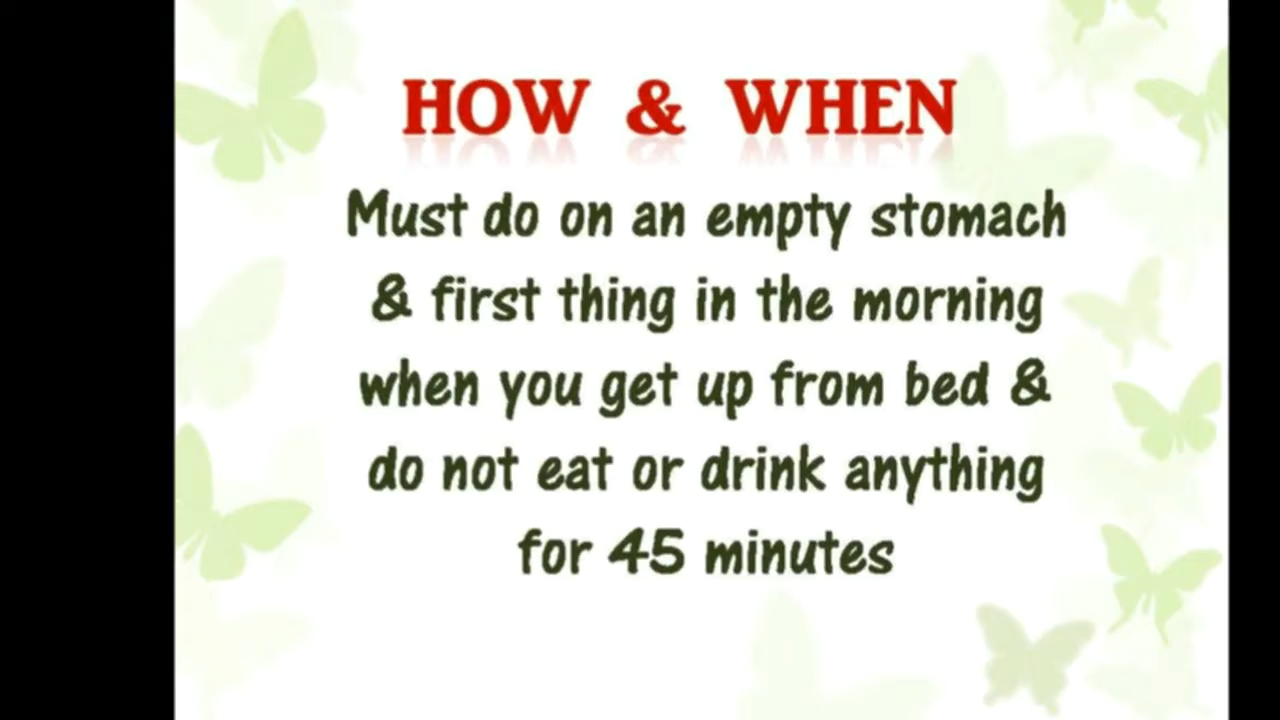 HOW & WHEN
Must do on an empty stomach
& first thing in the morning
when you get up from bed &
do not eat or drink anything
for 45 minutes